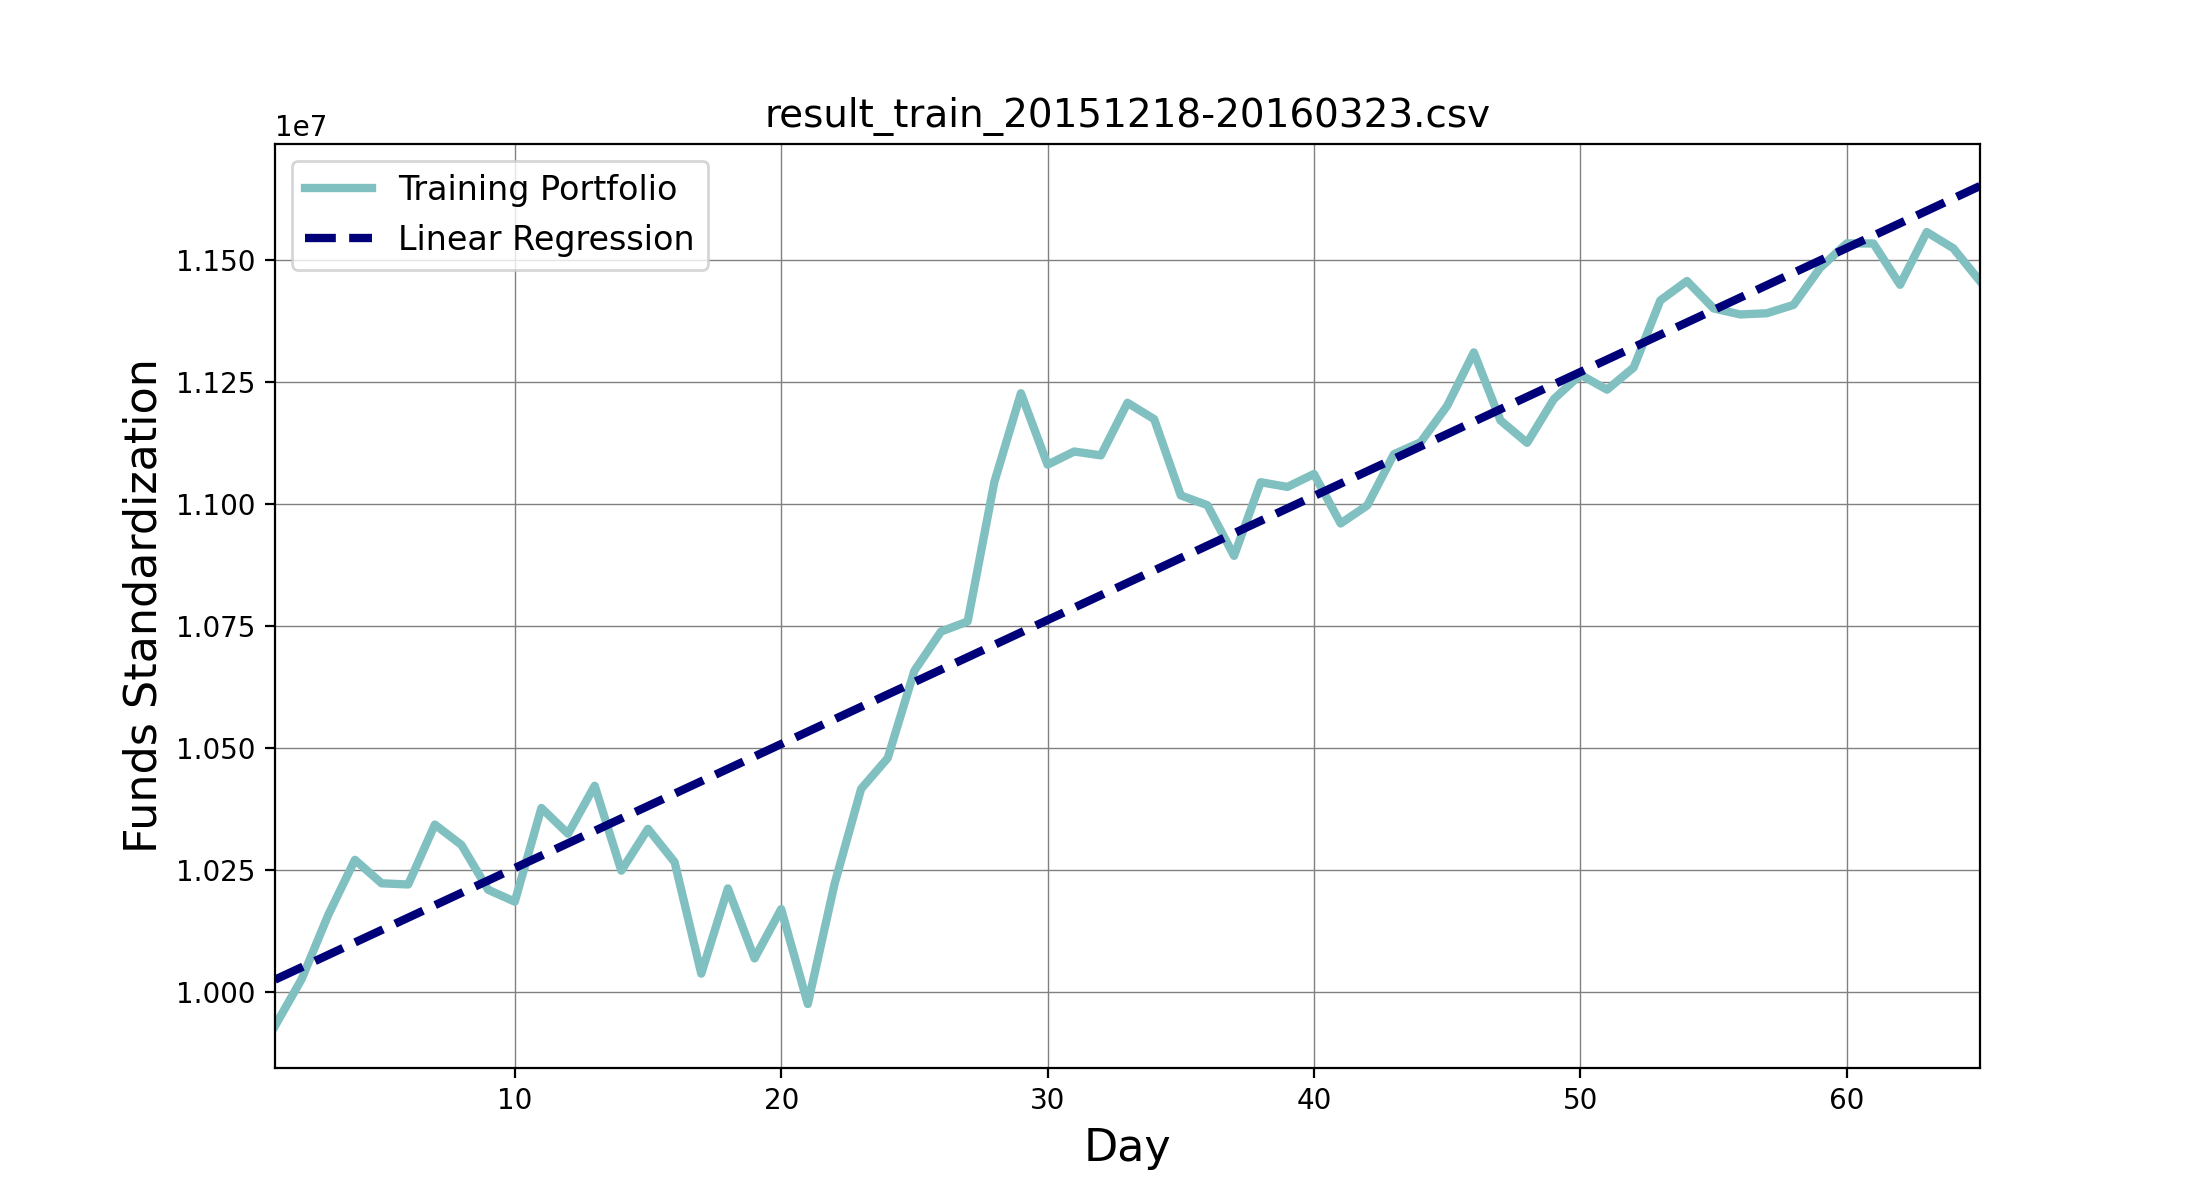 result_train_20151218-20160323.csv
1e7
Training Portfolio
Linear Regression
1.150
1.125
1.100
1.075
1.050
1.025
1.000
Funds Standardization
10 20 30 40 50 60
Day